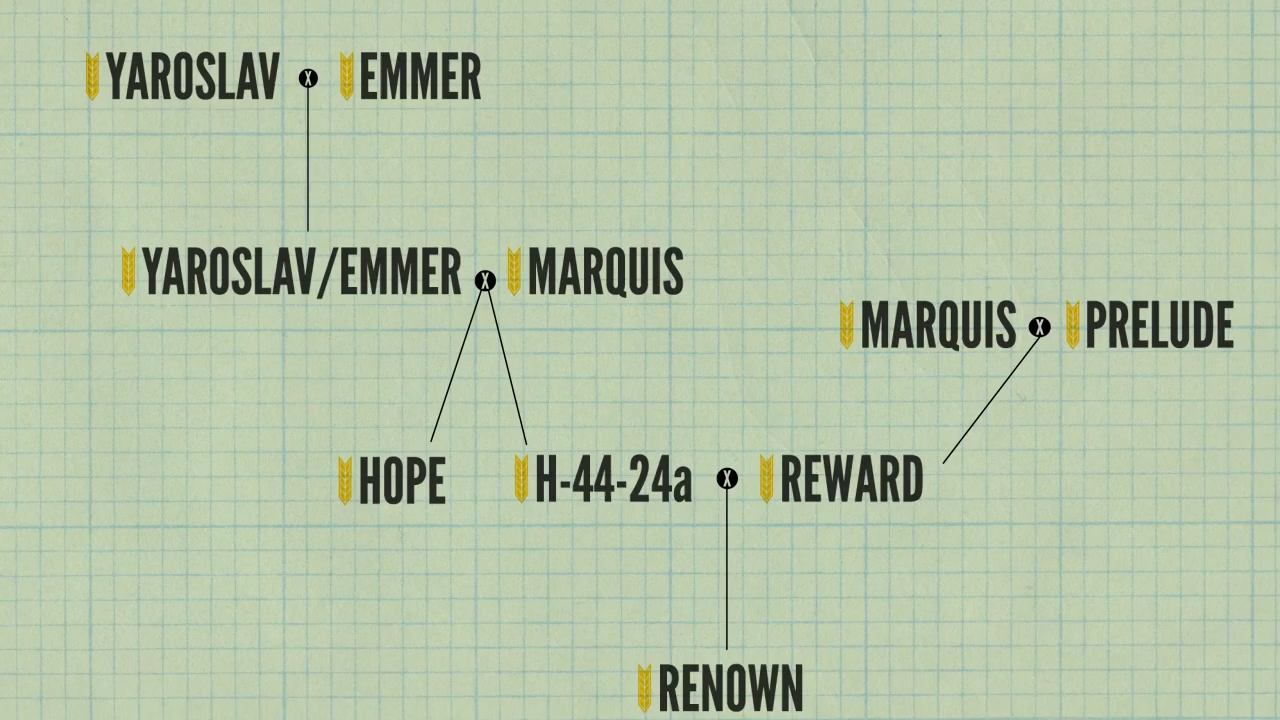 YAROSLAV X EMMER
YAROSLAV/EMMER X MARQUIS
MARQUIS X PRELUDE
HOPE H-44-24a X REWARD
RENOWN